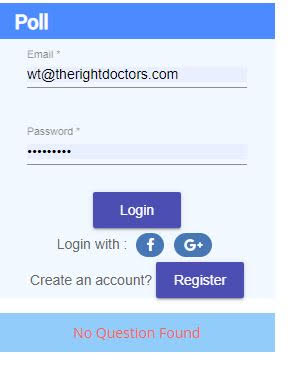 Poll
Email *
wt@therightdoctors.com
Password *
•••••••••
Login
Login with :
f G+
Create an account? Register
No Question Found